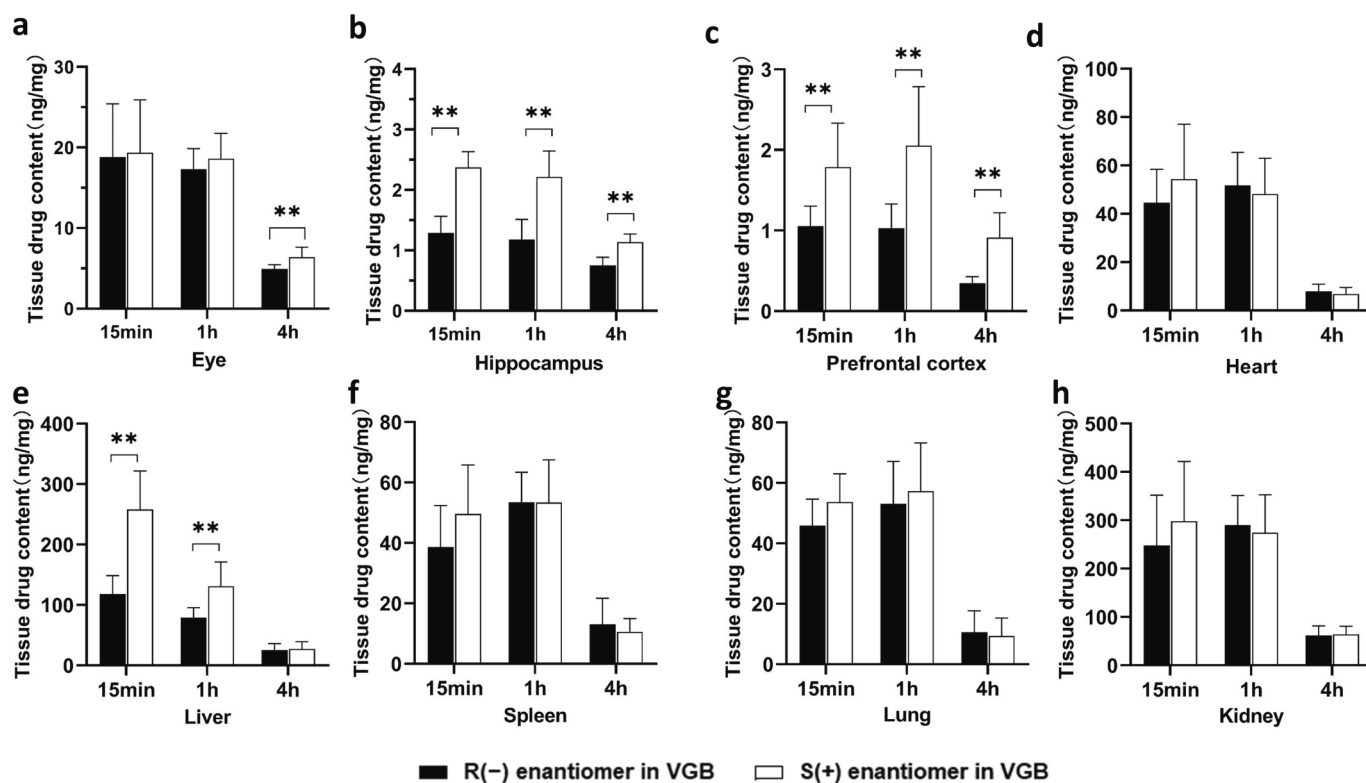 a
Tissue drug content(ng/mg)
30
20
10
0
15min 1h 4h
Eye
b
Tissue drug content(ng/mg)
4
3
2
1
0
** ** **
15min 1h 4h
Hippocampus
c
Tissue drug content(ng/mg)
3
2
1
0
** ** **
15min 1h 4h
Prefrontal cortex
d
Tissue drug content(ng/mg)
100
80
60
40
20
0
15min 1h 4h
Heart
**
e
Tissue drug content(ng/mg)
400
300
200
100
0
** **
15min 1h 4h
Liver
f
Tissue drug content(ng/mg)
80
60
40
20
0
15min 1h 4h
Spleen
g
Tissue drug content(ng/mg)
80
60
40
20
0
15min 1h 4h
Lung
h
Tissue drug content(ng/mg)
500
400
300
200
100
0
15min 1h 4h
Kidney
R(−) enantiomer in VGB S(+) enantiomer in VGB